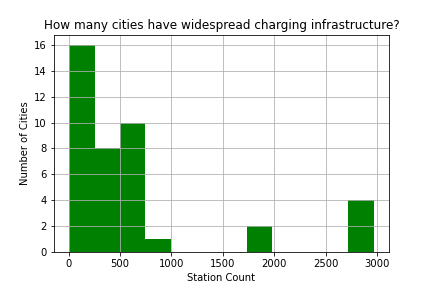 How many cities have widespread charging infrastructure?
16
14
12
10
8
6
4
2
0
Number of Cities
0 500 1000 1500 2000 2500 3000
Station Count